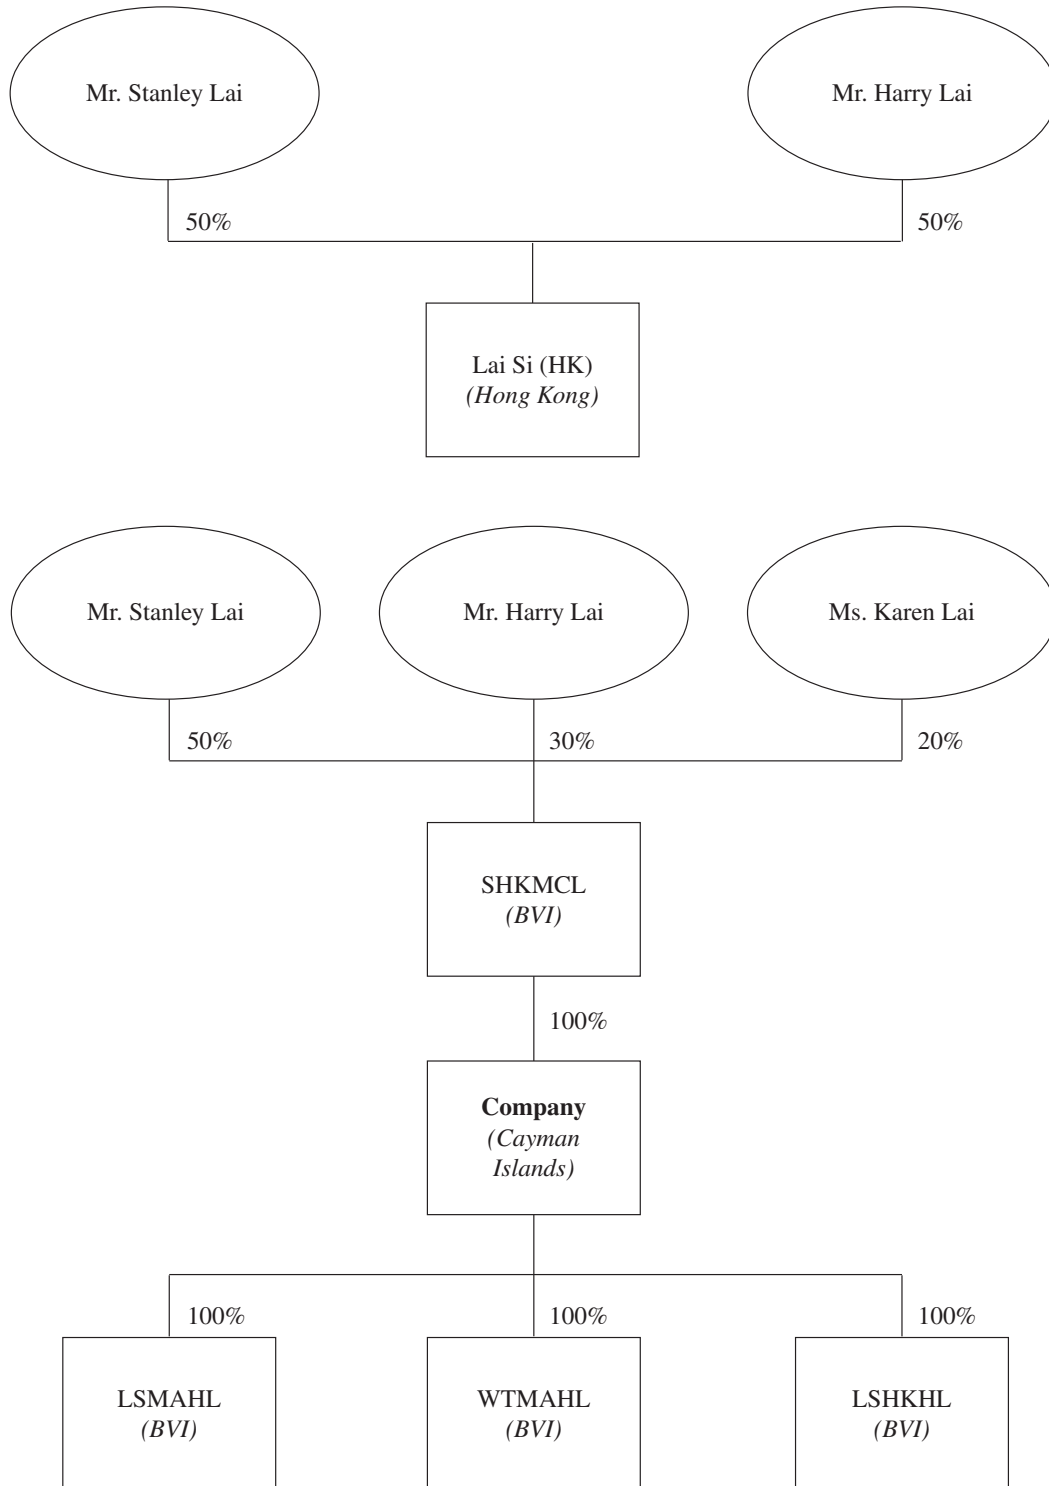 Mr. Stanley Lai
Mr. Harry Lai
50%
50%
Lai Si (HK)
(Hong Kong)
Mr. Stanley Lai
Mr. Harry Lai
Ms. Karen Lai
50%
30%
20%
SHKMCL
(BVI)
100%
Company
(Cayman
Islands)
100%
100%
100%
LSMAHL
(BVI)
WTMAHL
(BVI)
LSHKHL
(BVI)